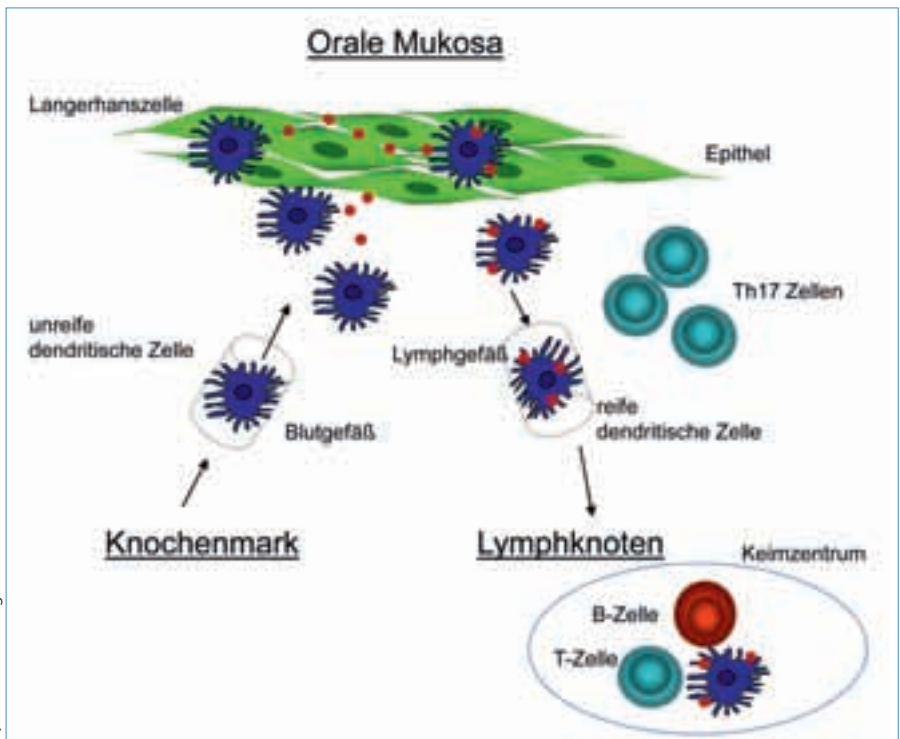 Orale Mukosa
Langerhanszelle
Epithel
Th17 Zellen
unreife
dendritische Zelle
Lymphgefäß
Blutgefäß
reife
dendritische Zelle
Knochenmark
Lymphknoten
Keimzentrum
B-Zelle
T-Zelle